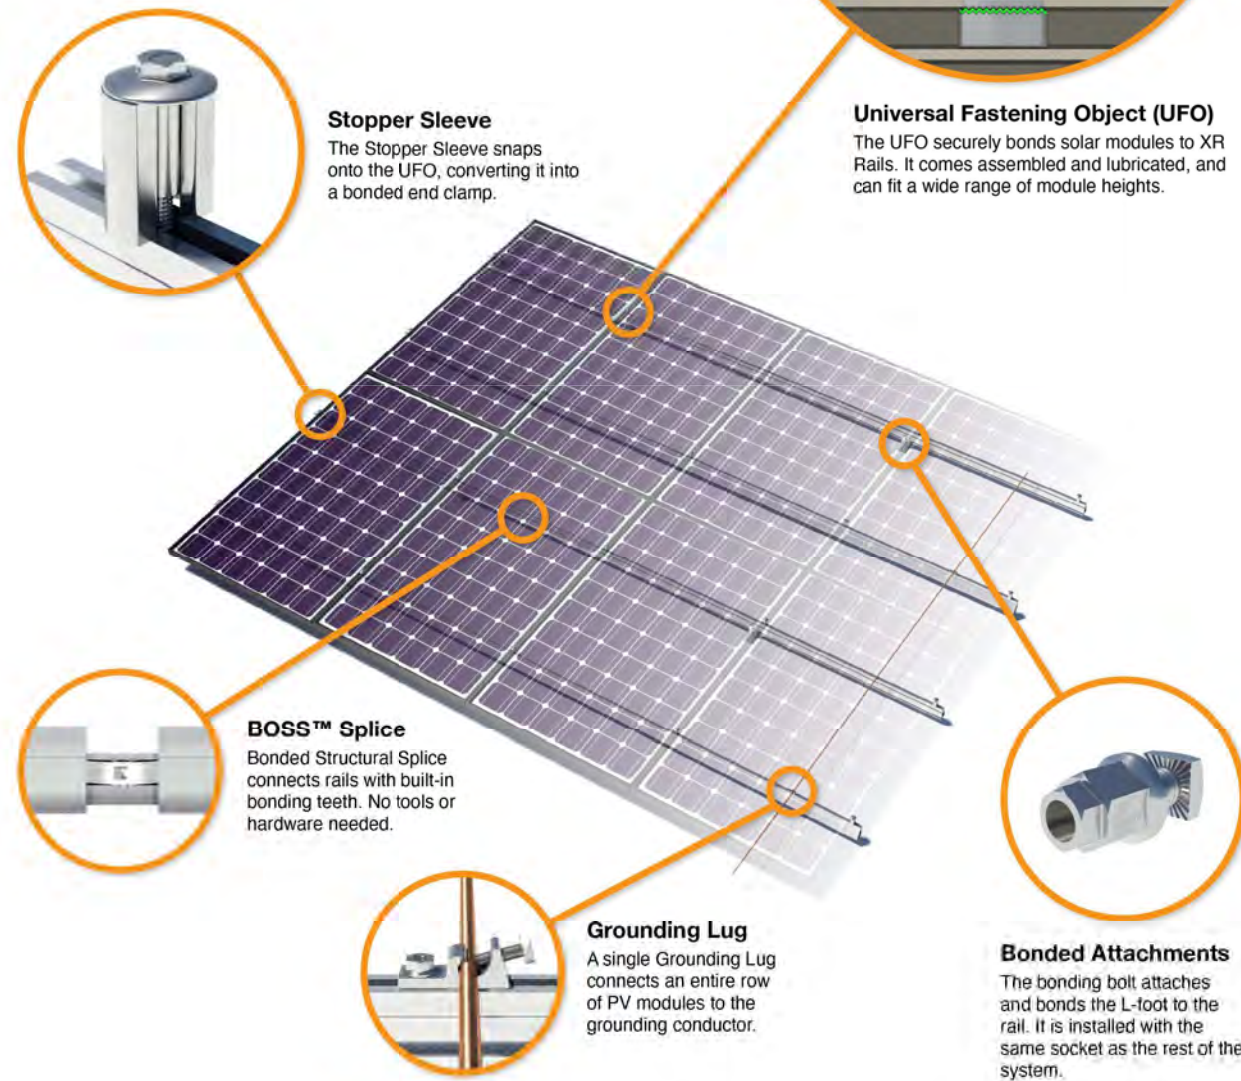 Stopper Sleeve
The Stopper Sleeve snaps
onto the UFO, converting it into
a bonded end clamp.
Universal Fastening Object (UFO)
The UFO securely bonds solar modules to XR
Rails. It comes assembled and lubricated, and
can fit a wide range of module heights.
BOSS™ Splice
Bonded Structural Splice
connects rails with built-in
bonding teeth. No tools or
hardware needed.
Grounding Lug
A single Grounding Lug
connects an entire row
of PV modules to the
grounding conductor.
Bonded Attachments
The bonding bolt attaches
and bonds the L-foot to the
rail. It is installed with the
same socket as the rest of the
system.